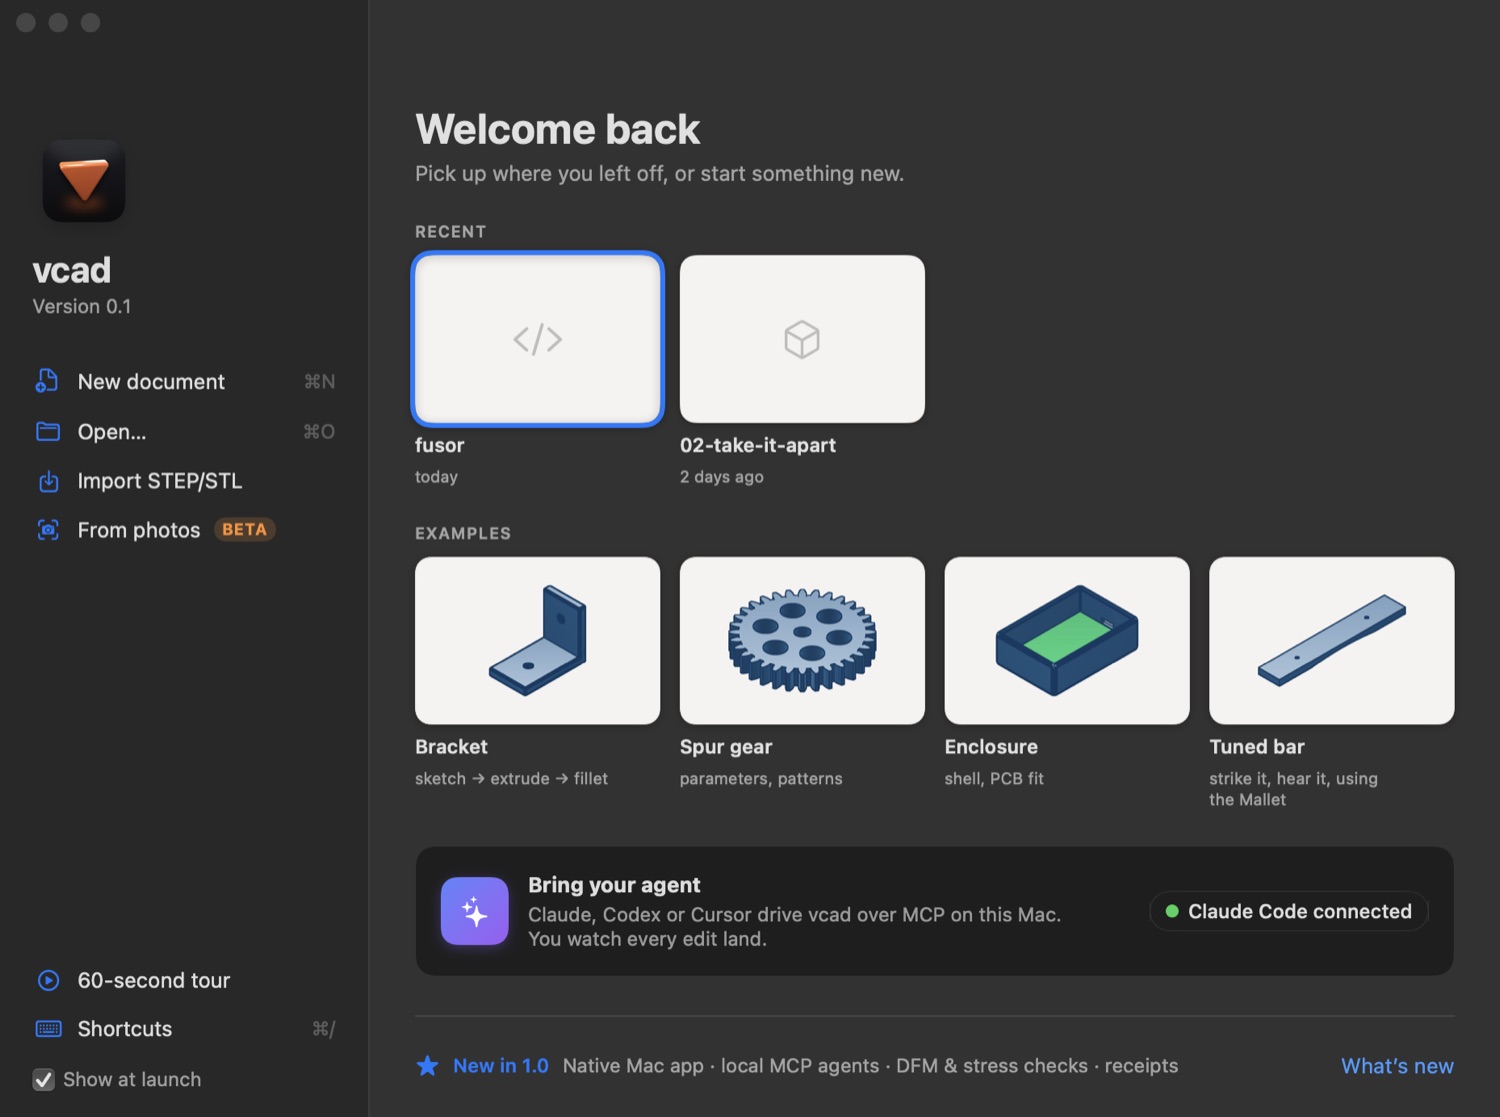 vcad
Version 0.1
New document ⌘N
Open... ⌘O
Import STEP/STL
From photos BETA
60-second tour
Shortcuts ⌘/
Show at launch
Welcome back
Pick up where you left off, or start something new.
RECENT
</>
fusor
today
02-take-it-apart
2 days ago
EXAMPLES
Bracket
sketch → extrude → fillet
Spur gear
parameters, patterns
Enclosure
shell, PCB fit
Tuned bar
strike it, hear it, using
the Mallet
Bring your agent
Claude, Codex or Cursor drive vcad over MCP on this Mac.
You watch every edit land.
Claude Code connected
New in 1.0 Native Mac app · local MCP agents · DFM & stress checks · receipts
What's new